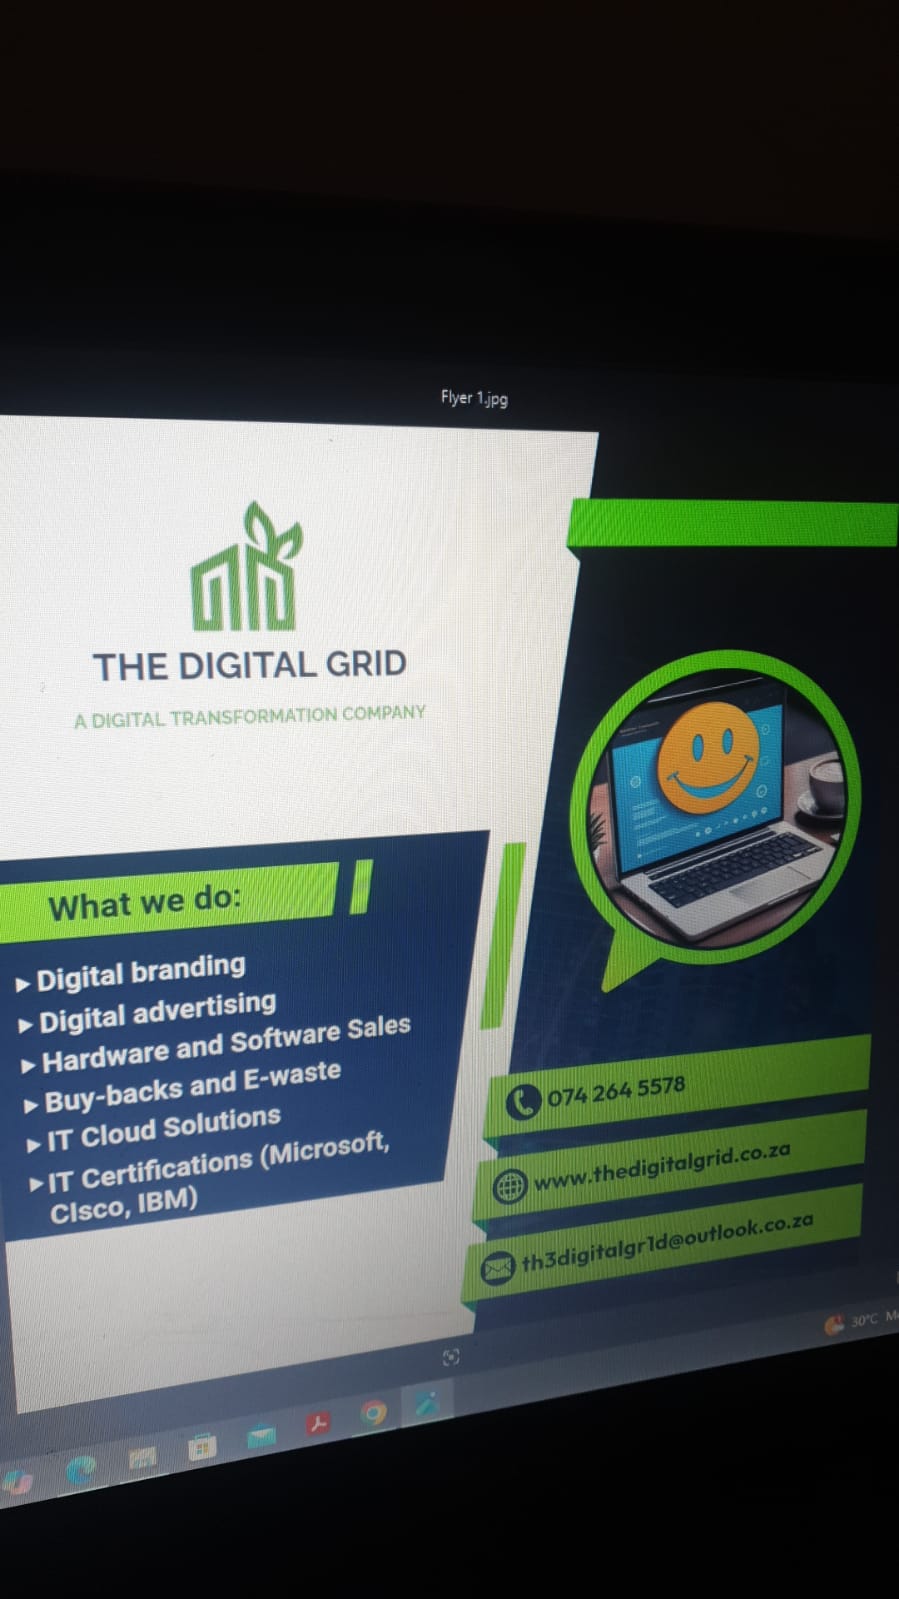 Flyer 1.jpg
THE DIGITAL GRID
A DIGITAL TRANSFORMATION COMPANY
What we do:
▸ Digital branding
▸ Digital advertising
▸ Hardware and Software Sales
▸ Buy-backs and E-waste
▸ IT Cloud Solutions
▸ IT Certifications (Microsoft,
CIsco, IBM)
074 264 5578
www.thedigitalgrid.co.za
th3digitalgr1d@outlook.co.za
30°C